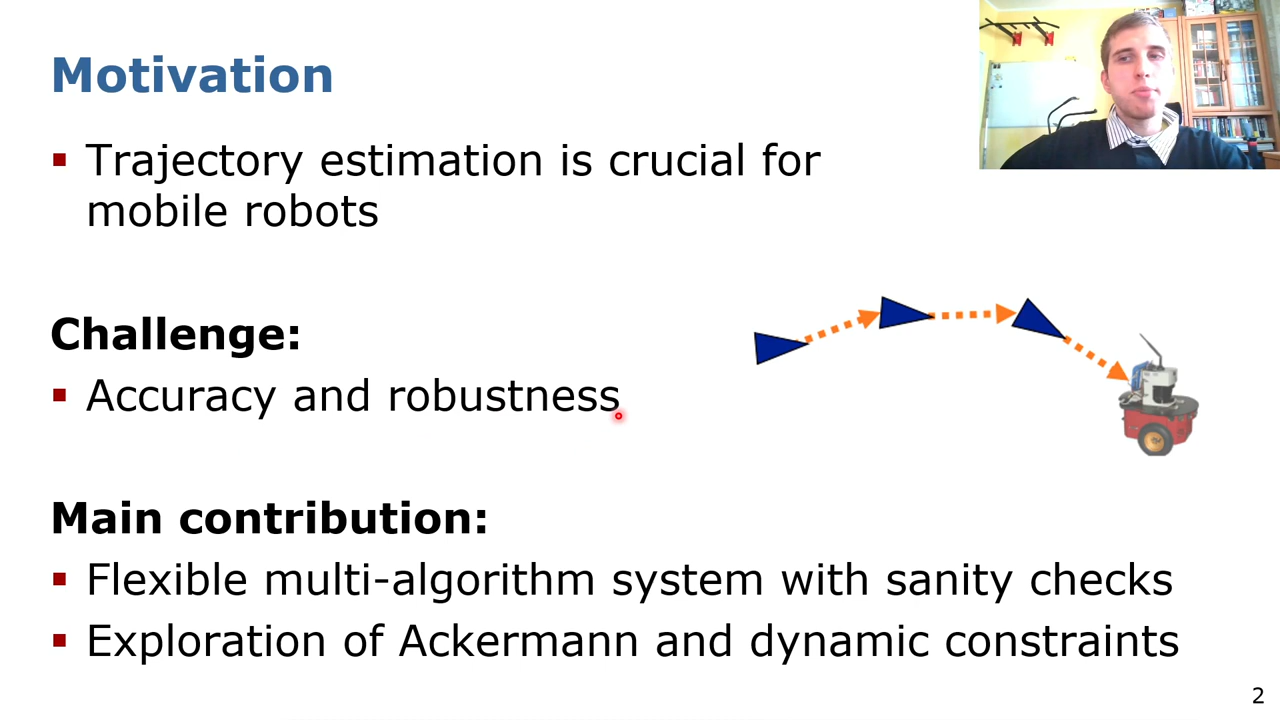 Motivation
▪ Trajectory estimation is crucial for
mobile robots
Challenge:
▪ Accuracy and robustness
Main contribution:
▪ Flexible multi-algorithm system with sanity checks
▪ Exploration of Ackermann and dynamic constraints
2